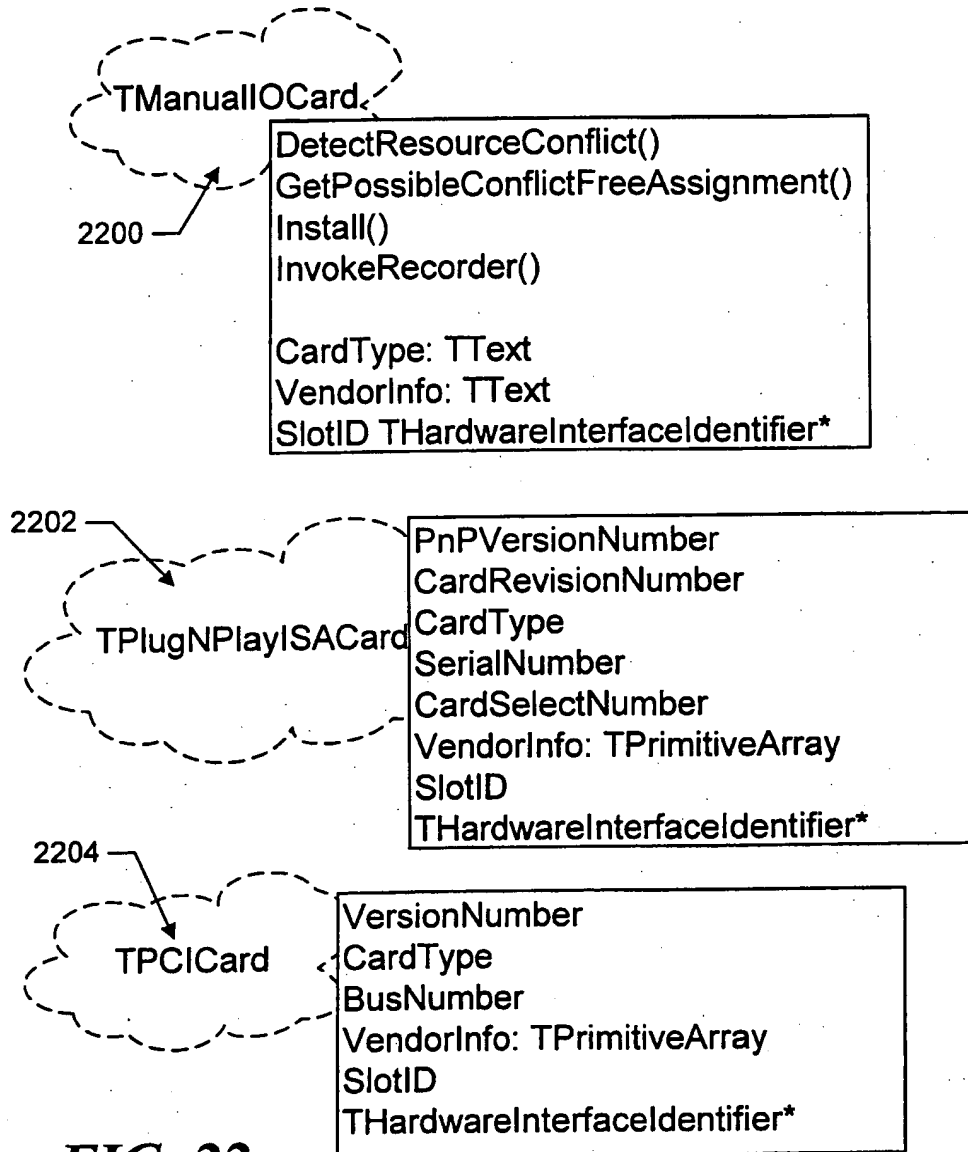 TManualIOCard
DetectResourceConflict()
GetPossibleConflictFreeAssignment()
Install()
InvokeRecorder()
2200
CardType: TText
VendorInfo: TText
SlotID THardwareInterfaceIdentifier*
2202
PnPVersionNumber
CardRevisionNumber
TPlugNPlayISACard
CardType
SerialNumber
CardSelectNumber
VendorInfo: TPrimitiveArray
SlotID
THardwareInterfaceIdentifier*
2204
VersionNumber
TPCICard
CardType
BusNumber
VendorInfo: TPrimitiveArray
SlotID
THardwareInterfaceIdentifier*
FIG. 22